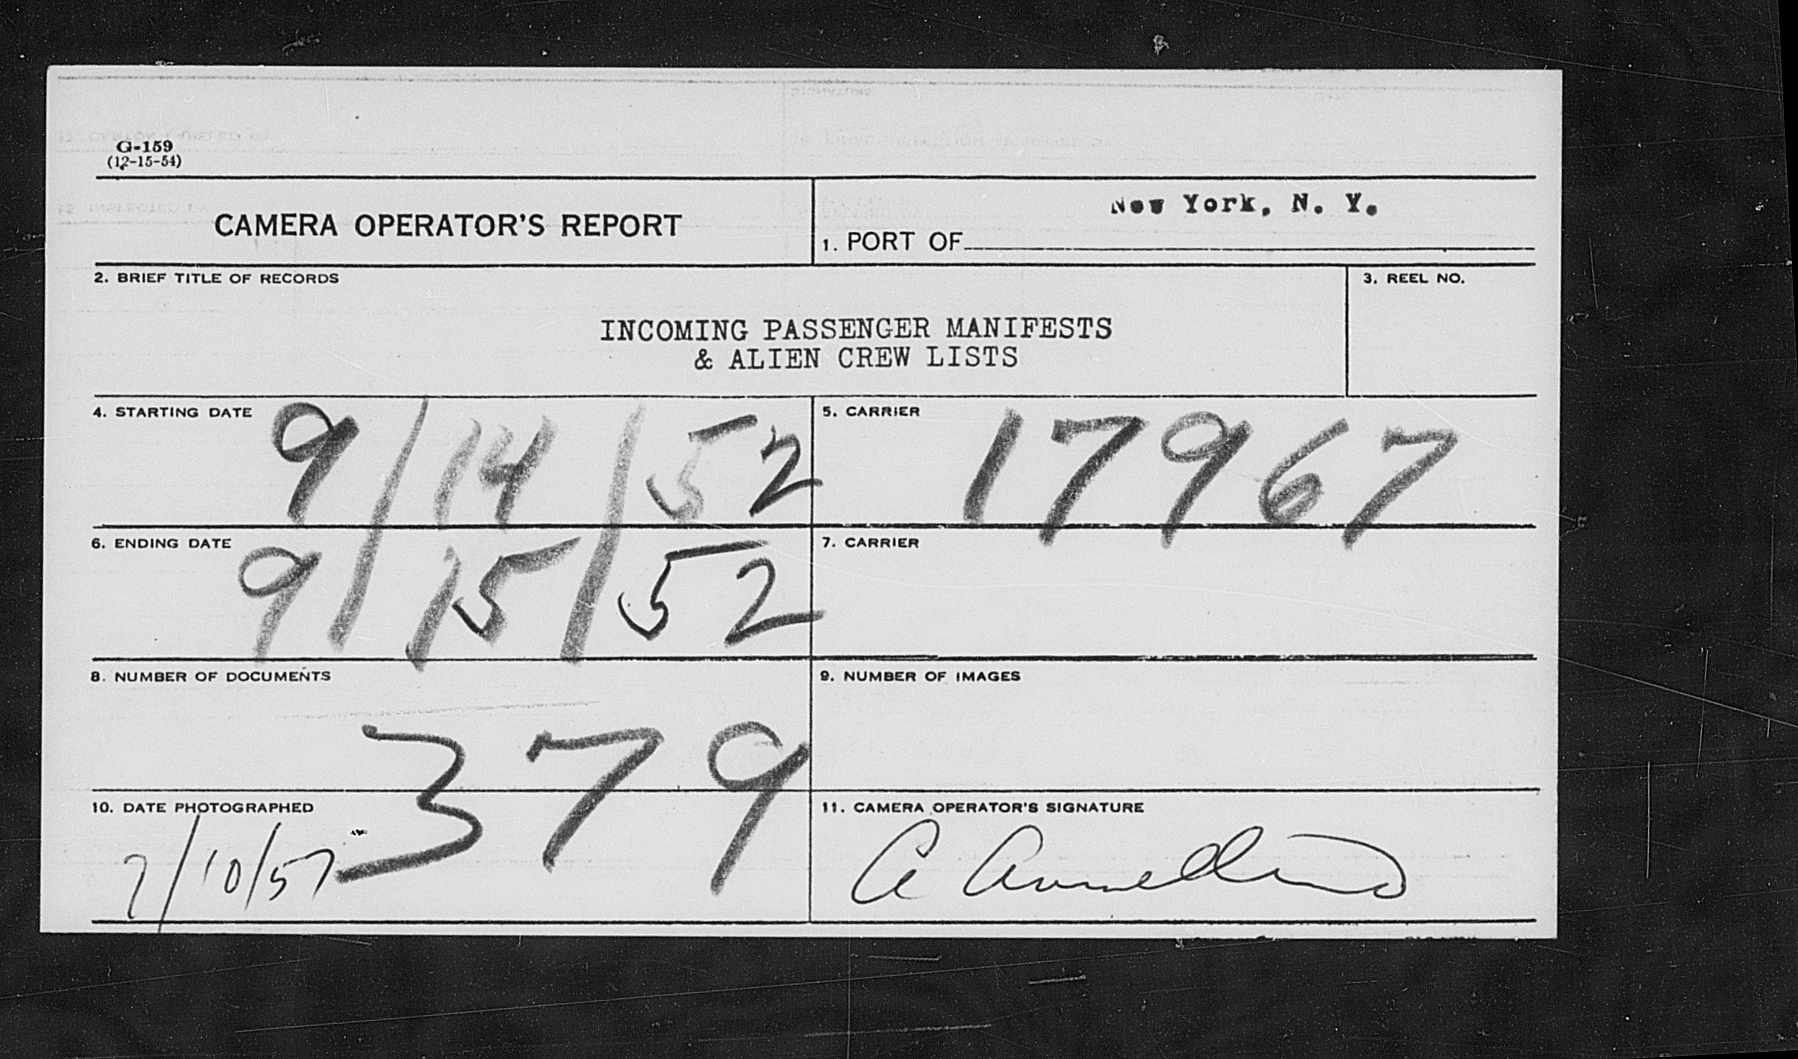 G-159
(12-15-54)
CAMERA OPERATOR'S REPORT
New York, N. Y.
1. PORT OF
2. BRIEF TITLE OF RECORDS
3. REEL NO.
INCOMING PASSENGER MANIFESTS
& ALIEN CREW LISTS
4. STARTING DATE
9/14/52
5. CARRIER
17967
6. ENDING DATE
9/15/52
7. CARRIER
8. NUMBER OF DOCUMENTS
379
9. NUMBER OF IMAGES
10. DATE PHOTOGRAPHED
7/10/57
11. CAMERA OPERATOR'S SIGNATURE
A